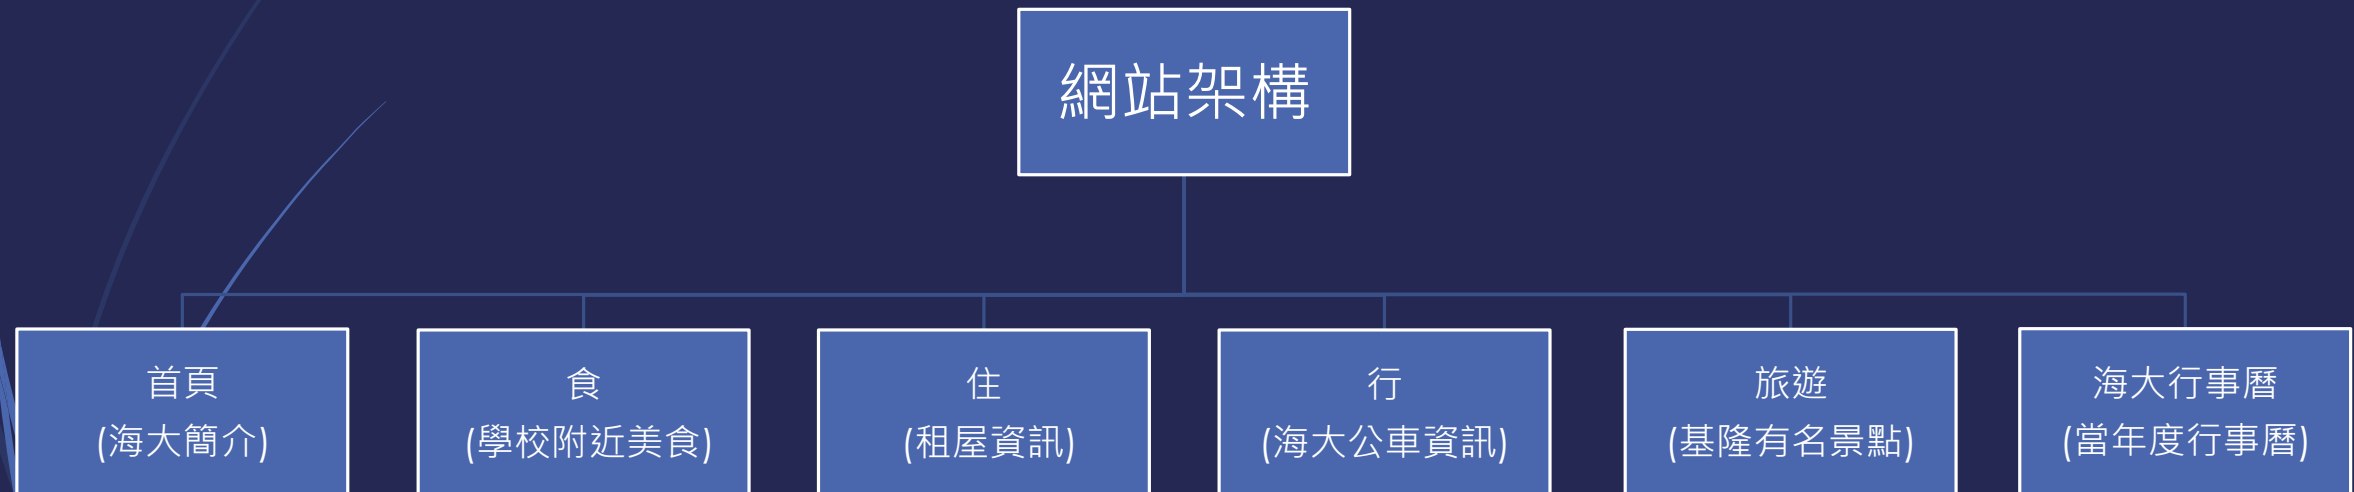 網站架構
首頁
(海大簡介)
食
(學校附近美食)
住
(租屋資訊)
行
(海大公車資訊)
旅遊
(基隆有名景點)
海大行事曆
(當年度行事曆)